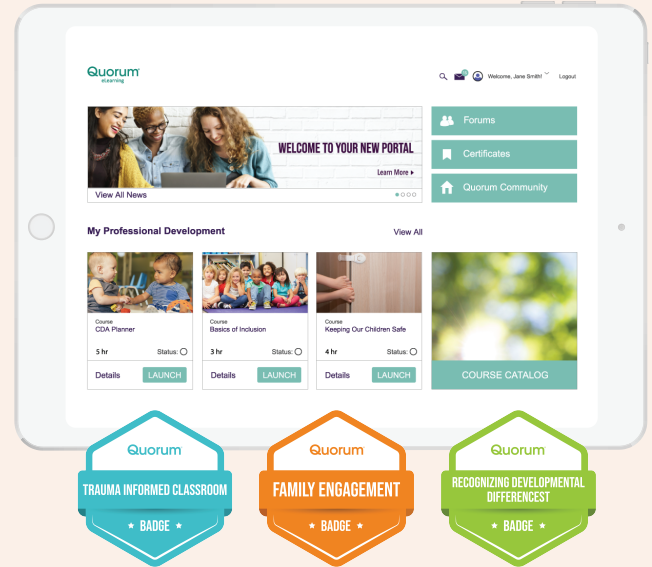 Quorum
eLearning
Welcome, Jane Smith!
Logout
WELCOME TO YOUR NEW PORTAL
Learn More
View All News
Forums
Certificates
Quorum Community
My Professional Development
View All
Course
CDA Planner
5 hr
Status:
Details
LAUNCH
Course
Basics of Inclusion
3 hr
Status:
Details
LAUNCH
Course
Keeping Our Children Safe
4 hr
Status:
Details
LAUNCH
COURSE CATALOG
Quorum
TRAUMA INFORMED CLASSROOM
BADGE
Quorum
FAMILY ENGAGEMENT
BADGE
Quorum
RECOGNIZING DEVELOPMENTAL
DIFFERENCEST
BADGE